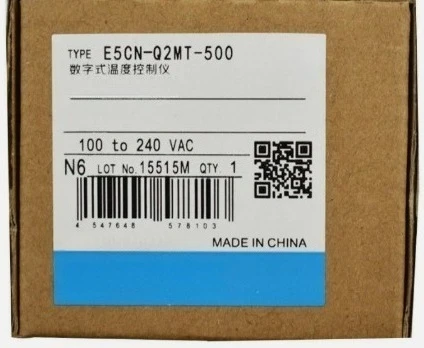 TYPE E5CN-Q2MT-500
数字式温度控制仪
100 to 240 VAC
N6 LOT No. 15515M QTY. 1
4 547648 578103
MADE IN CHINA